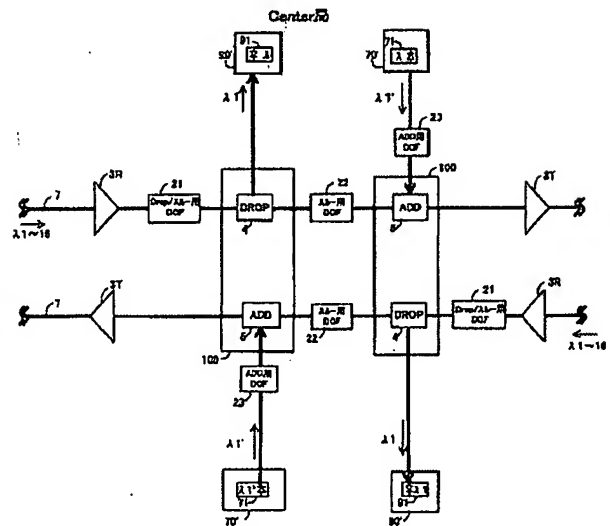 Center局
91
80'
71
70'
λ1
λ1'
23
ADD用
DCF
100
7
3R
21
Drop/スルー用
DCF
DROP
4
22
スルー用
DCF
ADD
5
3T
λ1~16
7
3T
ADD
5
100
22
スルー用
DCF
DROP
4
21
Drop/スルー用
DCF
3R
λ1~16
23
ADD用
DCF
λ1'
λ1
λ1'
71
70'
91